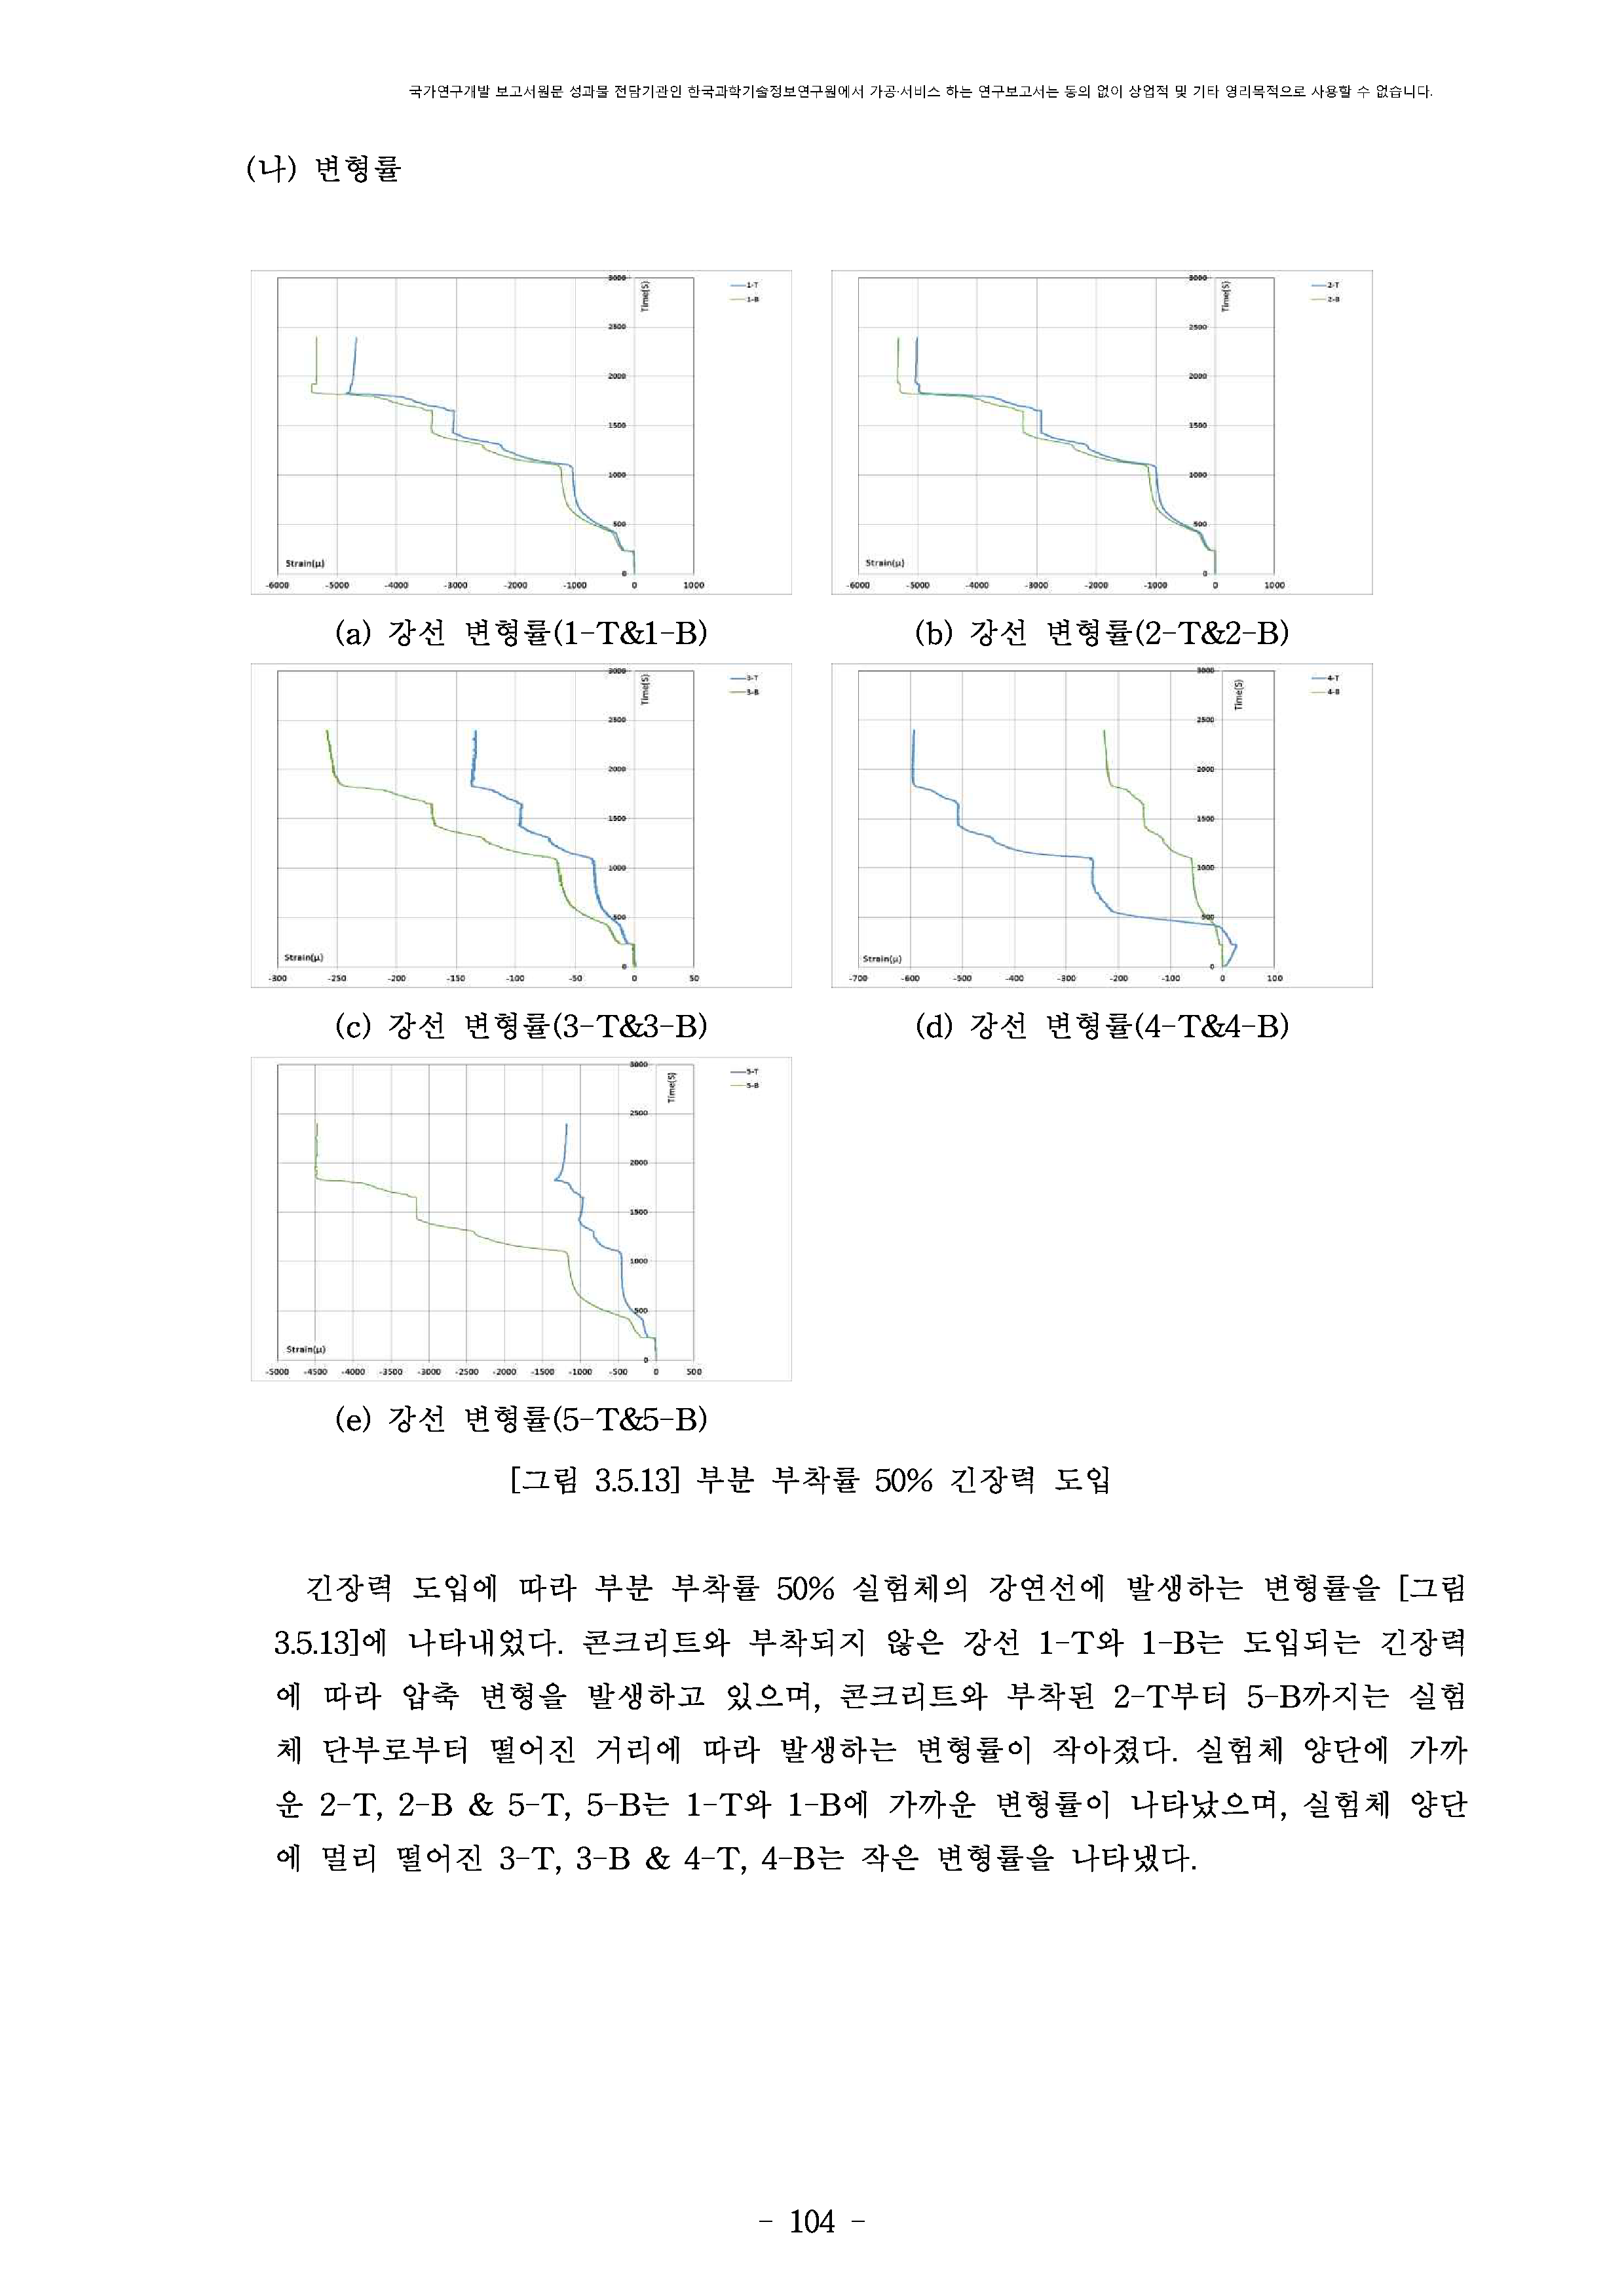 국가연구개발 보고서원문 성과물 전담기관인 한국과학기술정보연구원에서 가공·서비스 하는 연구보고서는 동의 없이 상업적 및 기타 영리목적으로 사용할 수 없습니다.
(나) 변형률
3000 Time(S) 1-T
1-B
2500
2000
1500
1000
500
Strain(μ) 0
-6000 -5000 -4000 -3000 -2000 -1000 0 1000
3000 Time(S) 2-T
2-B
2500
2000
1500
1000
500
Strain(μ) 0
-6000 -5000 -4000 -3000 -2000 -1000 0 1000
(a) 강선 변형률(1-T&1-B) (b) 강선 변형률(2-T&2-B)
3000 Time(S) 3-T
3-B
2500
2000
1500
1000
500
Strain(μ) 0
-300 -250 -200 -150 -100 -50 0 50
3000 Time(S) 4-T
4-B
2500
2000
1500
1000
500
Strain(μ) 0
-700 -600 -500 -400 -300 -200 -100 0 100
(c) 강선 변형률(3-T&3-B) (d) 강선 변형률(4-T&4-B)
3000 Time(S) 5-T
5-B
2500
2000
1500
1000
500
Strain(μ) 0
-5000 -4500 -4000 -3500 -3000 -2500 -2000 -1500 -1000 -500 0 500
(e) 강선 변형률(5-T&5-B)
[그림 3.5.13] 부분 부착률 50% 긴장력 도입
긴장력 도입에 따라 부분 부착률 50% 실험체의 강연선에 발생하는 변형률을 [그림
3.5.13]에 나타내었다. 콘크리트와 부착되지 않은 강선 1-T와 1-B는 도입되는 긴장력
에 따라 압축 변형을 발생하고 있으며, 콘크리트와 부착된 2-T부터 5-B까지는 실험
체 단부로부터 떨어진 거리에 따라 발생하는 변형률이 작아졌다. 실험체 양단에 가까
운 2-T, 2-B & 5-T, 5-B는 1-T와 1-B에 가까운 변형률이 나타났으며, 실험체 양단
에 멀리 떨어진 3-T, 3-B & 4-T, 4-B는 작은 변형률을 나타냈다.
- 104 -